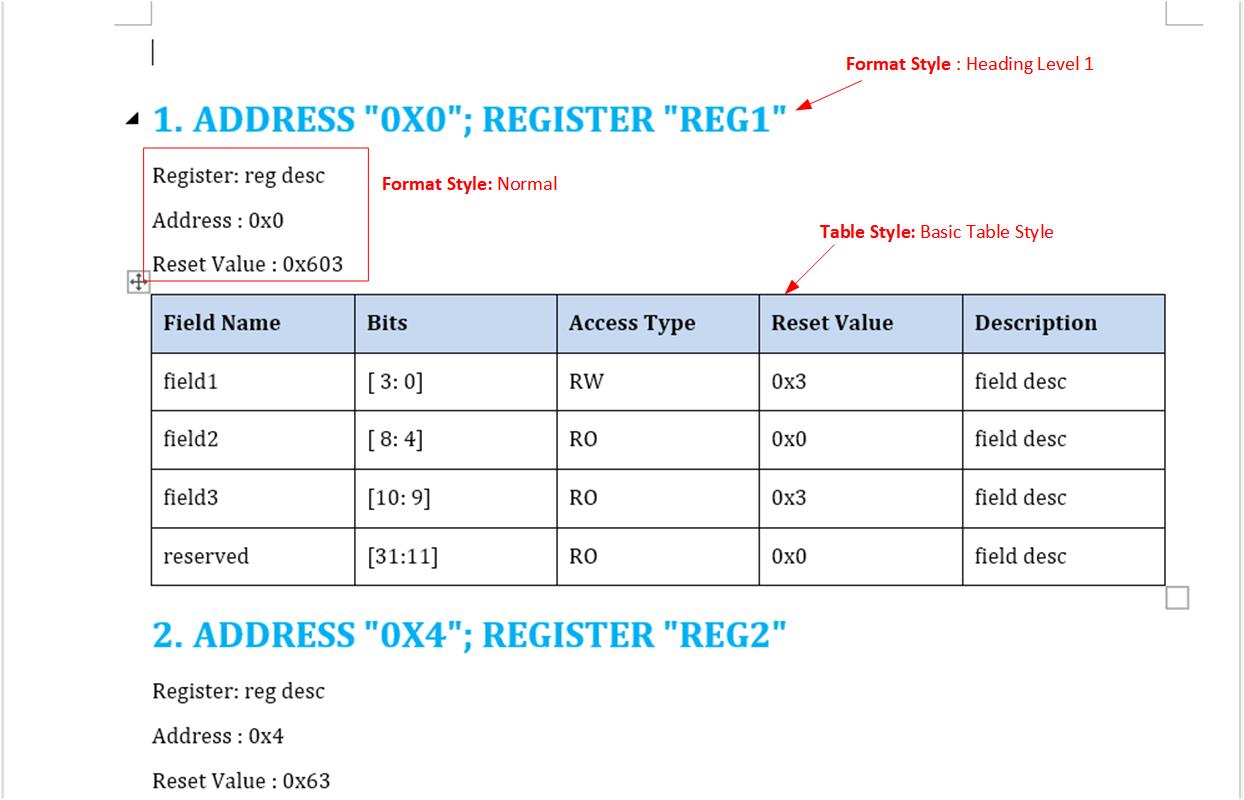 Format Style : Heading Level 1
1. ADDRESS "0X0"; REGISTER "REG1"
Register: reg desc
Format Style: Normal
Address : 0x0
Table Style: Basic Table Style
Reset Value : 0x603
Field Name Bits Access Type Reset Value Description
field1 [ 3: 0] RW 0x3 field desc
field2 [ 8: 4] RO 0x0 field desc
field3 [10: 9] RO 0x3 field desc
reserved [31:11] RO 0x0 field desc
2. ADDRESS "0X4"; REGISTER "REG2"
Register: reg desc
Address : 0x4
Reset Value : 0x63